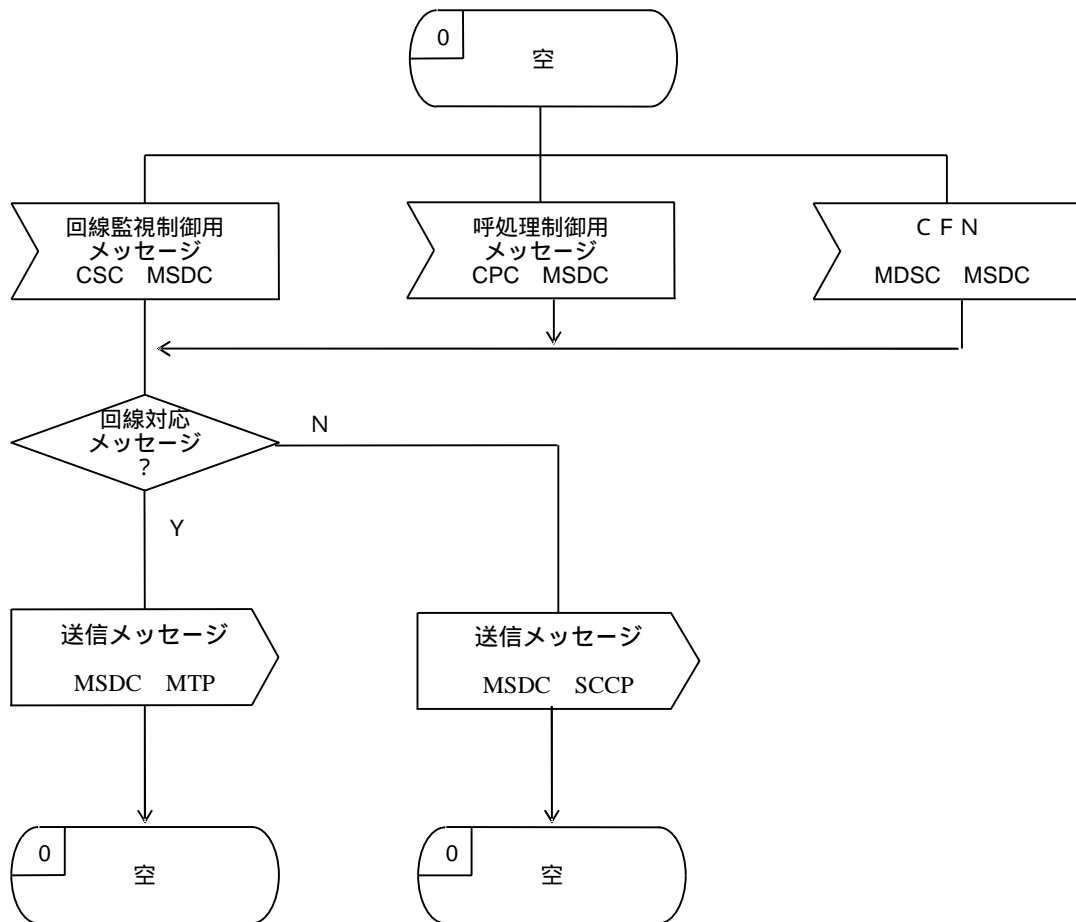 0
空
回線監視制御用
メッセージ
CSC　MSDC
呼処理制御用
メッセージ
CPC　MSDC
ＣＦＮ
MDSC　MSDC
回線対応
メッセージ
？
N
Y
送信メッセージ
MSDC　MTP
送信メッセージ
MSDC　SCCP
0
空
0
空